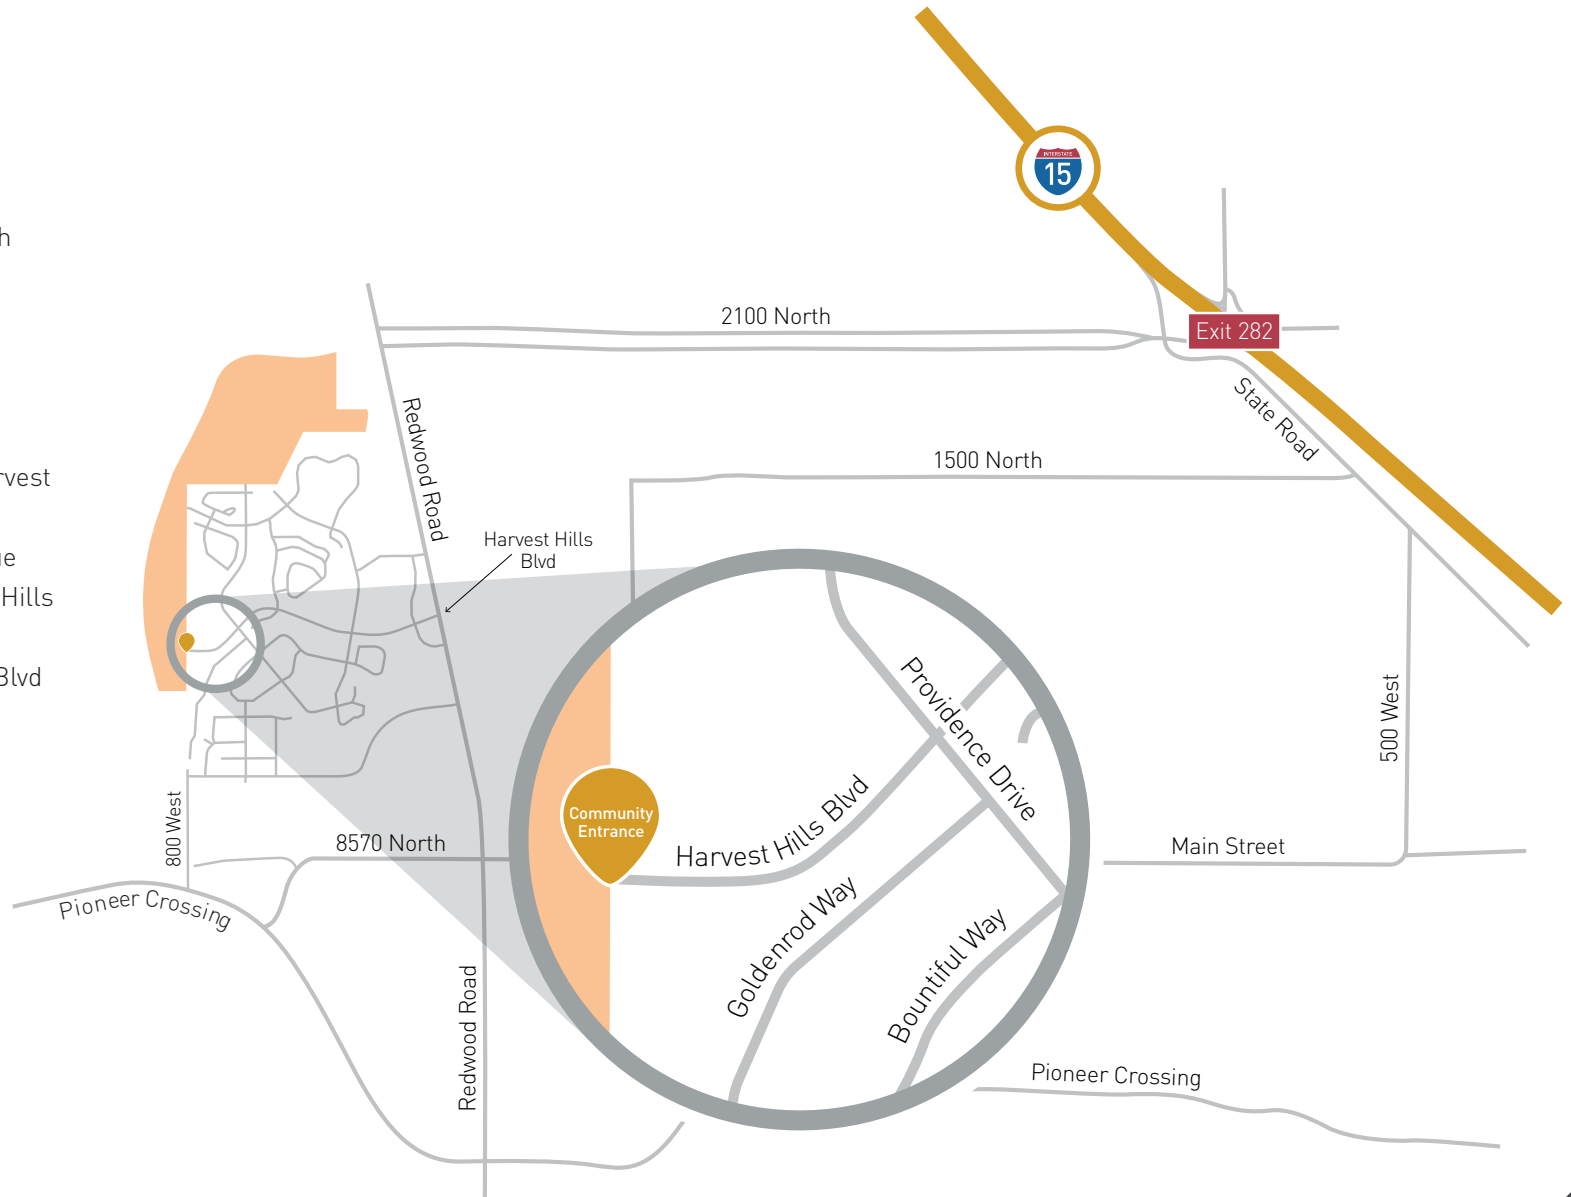 INTERSTATE
15
h
2100 North
Exit 282
State Road
Redwood Road
1500 North
rvest
Harvest Hills
Blvd
Hills
Providence Drive
Blvd
500 West
Community
Entrance
Harvest Hills Blvd
800 West
8570 North
Main Street
Pioneer Crossing
Goldenrod Way
Bountiful Way
Redwood Road
Pioneer Crossing